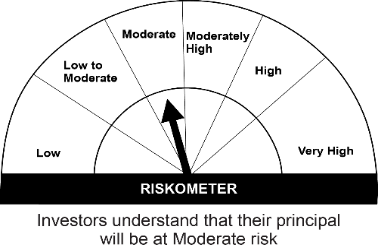 Moderate
Moderately
High
Low to
Moderate
High
Low
Very High
RISKOMETER
Investors understand that their principal
will be at Moderate risk